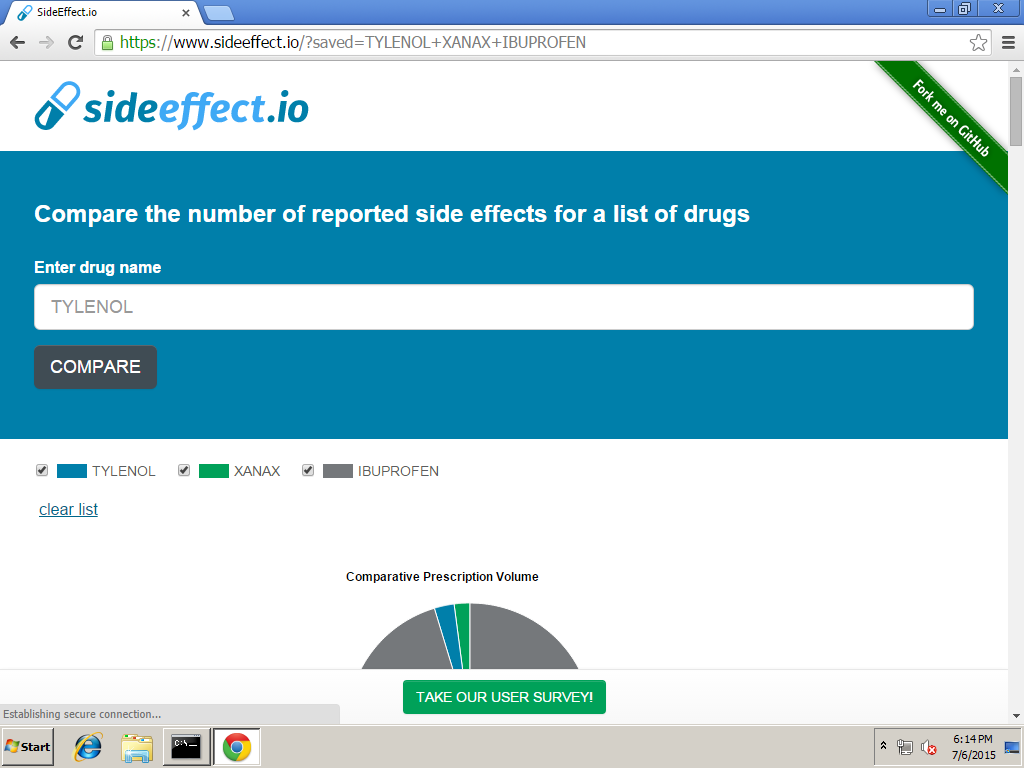 SideEffect.io
https://www.sideeffect.io/?saved=TYLENOL+XANAX+IBUPROFEN
sideeffect.io
Fork me on GitHub
Compare the number of reported side effects for a list of drugs
Enter drug name
TYLENOL
COMPARE
TYLENOL XANAX IBUPROFEN
clear list
Comparative Prescription Volume
TAKE OUR USER SURVEY!
Establishing secure connection...
Start
C:\_
6:14 PM
7/6/2015